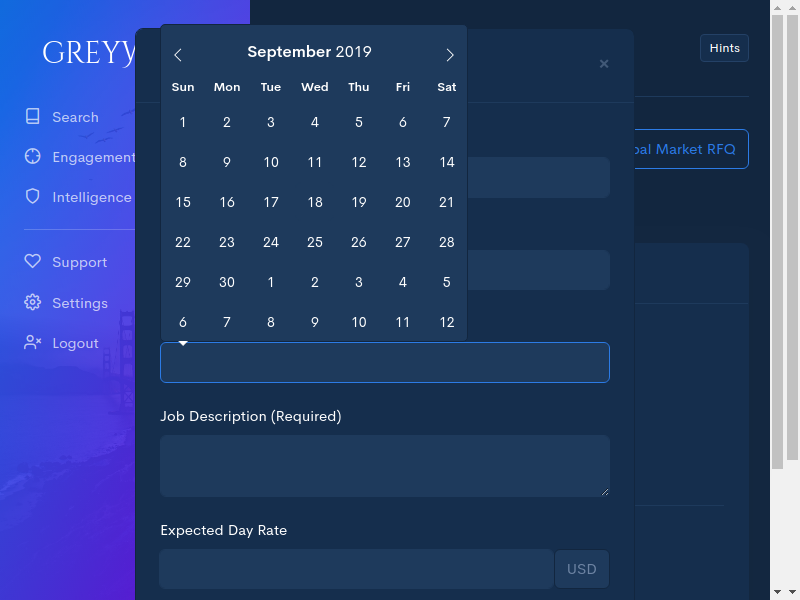 GREYV
Search
Engagement
Intelligence
Support
Settings
Logout
September 2019
Sun Mon Tue Wed Thu Fri Sat
1 2 3 4 5 6 7
8 9 10 11 12 13 14
15 16 17 18 19 20 21
22 23 24 25 26 27 28
29 30 1 2 3 4 5
6 7 8 9 10 11 12
×
Job Description (Required)
Expected Day Rate
USD
Hints
Market RFQ